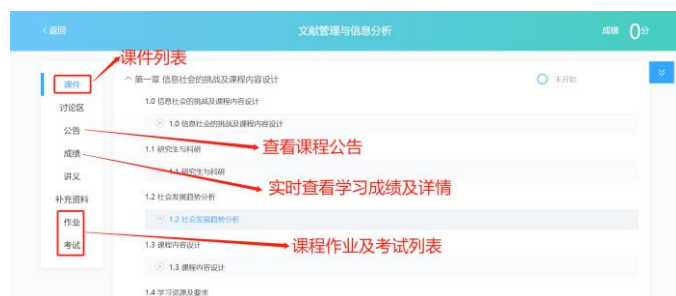 <返回
文献管理与信息分析
成绩 0分
课件列表
课件
讨论区
公告
成绩
讲义
补充资料
作业
考试
第一章 信息社会的挑战及课程内容设计
未开始
1.0 信息社会的挑战及课程内容设计
1.0 信息社会的挑战及课程内容设计
1.1 研究生与科研
查看课程公告
1.1 研究生与科研
实时查看学习成绩及详情
1.2 社会发展趋势分析
1.2 社会发展趋势分析
1.3 课程内容设计
课程作业及考试列表
1.3 课程内容设计
1.4 学习资源及要求